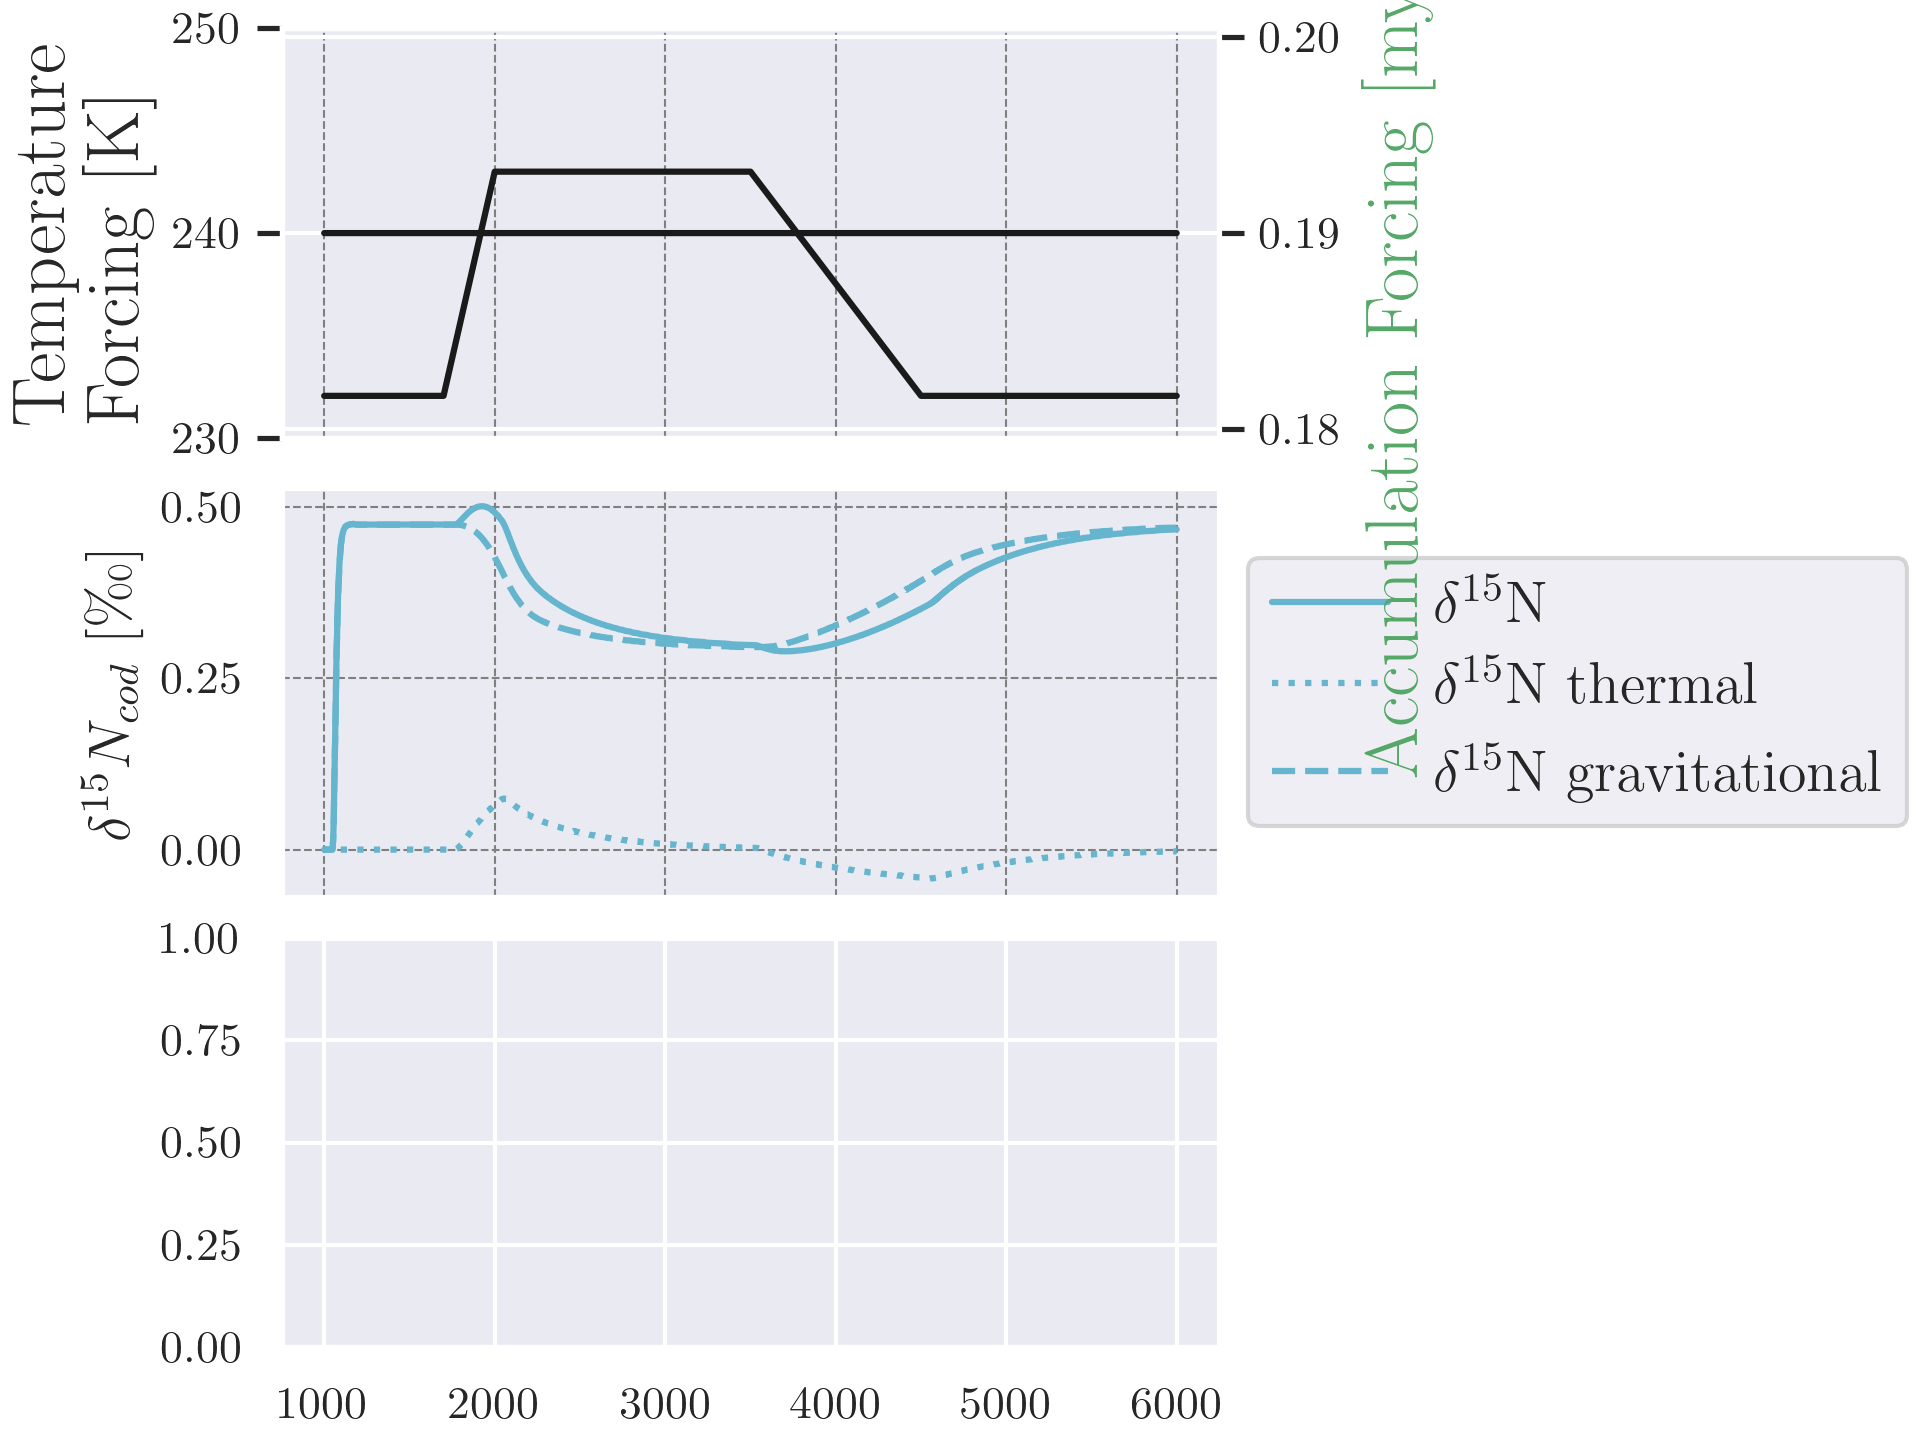 Temperature
Forcing [K]
250
240
230
0.20
0.19
0.18
Accumulation Forcing [my
δ¹⁵N_cod [‰]
0.50
0.25
0.00
δ¹⁵N
δ¹⁵N thermal
δ¹⁵N gravitational
1.00
0.75
0.50
0.25
0.00
1000 2000 3000 4000 5000 6000